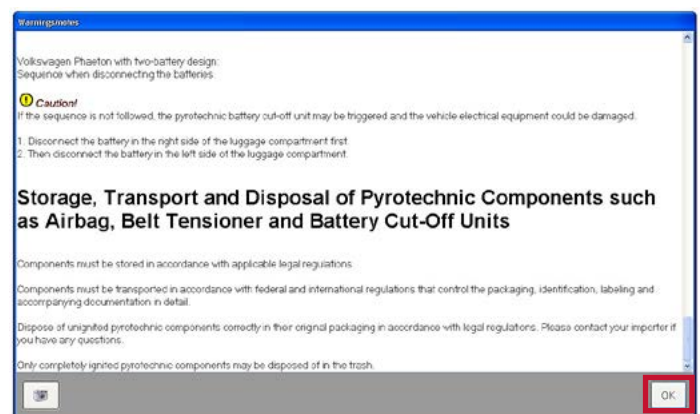 Warnings/notes
Volkswagen Phaeton with two-battery design:
Sequence when disconnecting the batteries
Caution!
If the sequence is not followed, the pyrotechnic battery cut-off unit may be triggered and the vehicle electrical equipment could be damaged.
1. Disconnect the battery in the right side of the luggage compartment first
2. Then disconnect the battery in the left side of the luggage compartment.
Storage, Transport and Disposal of Pyrotechnic Components such
as Airbag, Belt Tensioner and Battery Cut-Off Units
Components must be stored in accordance with applicable legal regulations.
Components must be transported in accordance with federal and international regulations that control the packaging, identification, labeling and
accompanying documentation in detail.
Dispose of unignited pyrotechnic components correctly in their original packaging in accordance with legal regulations. Please contact your importer if
you have any questions.
Only completely ignited pyrotechnic components may be disposed of in the trash.
OK